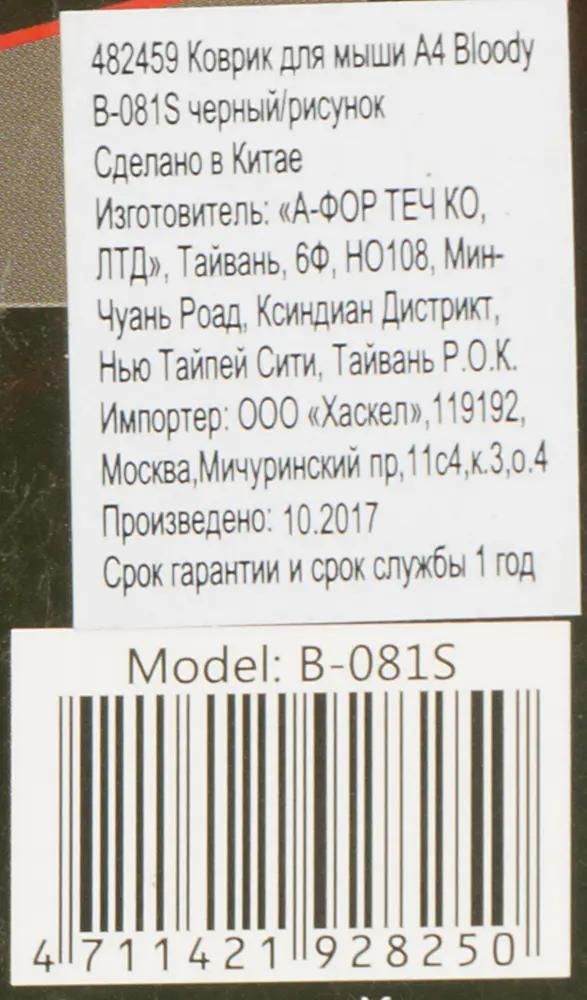 482459 Коврик для мыши A4 Bloody
B-081S черный/рисунок
Сделано в Китае
Изготовитель: «А-ФОР ТЕЧ КО,
ЛТД», Тайвань, 6Ф, НО108, Мин-
Чуань Роад, Ксиндиан Дистрикт,
Нью Тайпей Сити, Тайвань Р.О.К.
Импортер: ООО «Хаскел»,119192,
Москва,Мичуринский пр,11с4,к.3,о.4
Произведено: 10.2017
Срок гарантии и срок службы 1 год
Model: B-081S
4 711421 928250